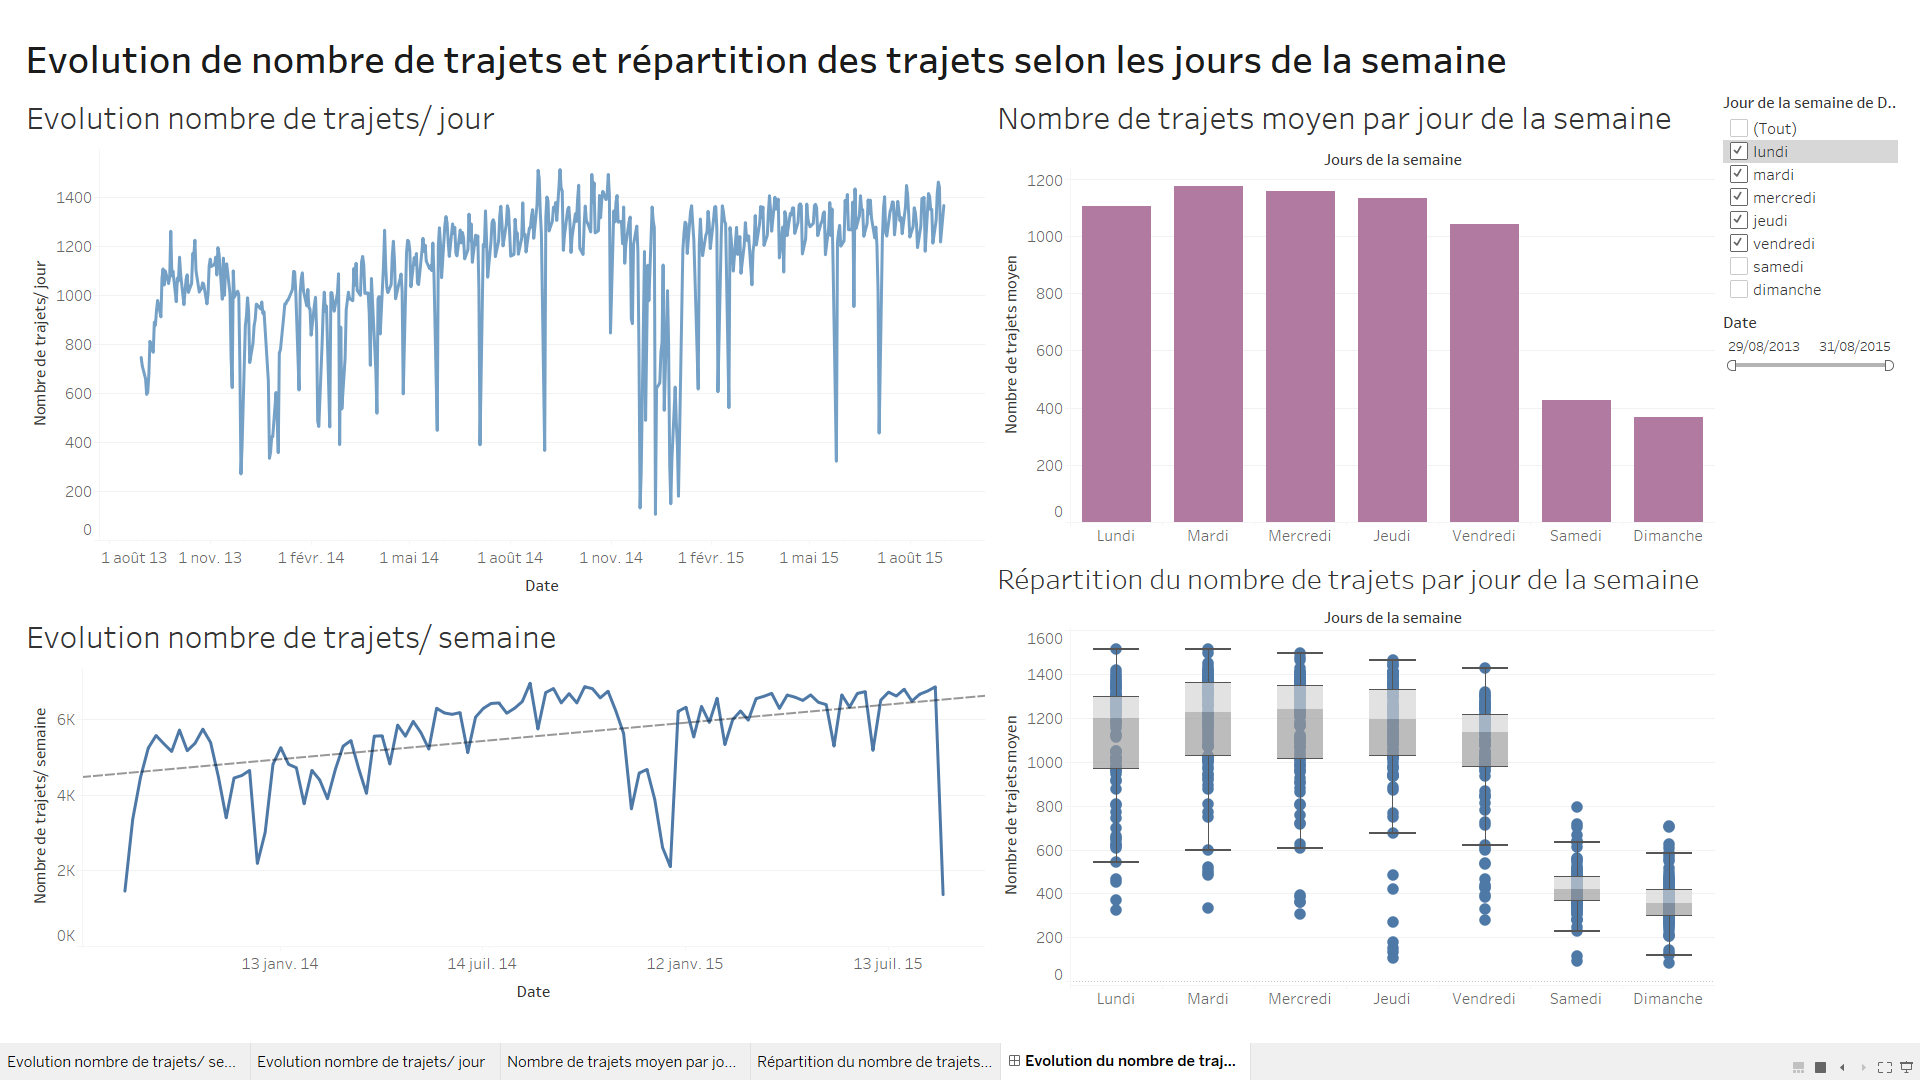 Evolution de nombre de trajets et répartition des trajets selon les jours de la semaine
Evolution nombre de trajets/ jour
Nombre de trajets/ jour
1400
1200
1000
800
600
400
200
0
1 août 13 1 nov. 13 1 févr. 14 1 mai 14 1 août 14 1 nov. 14 1 févr. 15 1 mai 15 1 août 15
Date
Evolution nombre de trajets/ semaine
Nombre de trajets/ semaine
6K
4K
2K
0K
13 janv. 14 14 juil. 14 12 janv. 15 13 juil. 15
Date
Nombre de trajets moyen par jour de la semaine
Jours de la semaine
Nombre de trajets moyen
1200
1000
800
600
400
200
0
Lundi Mardi Mercredi Jeudi Vendredi Samedi Dimanche
Répartition du nombre de trajets par jour de la semaine
Jours de la semaine
Nombre de trajets moyen
1600
1400
1200
1000
800
600
400
200
0
Lundi Mardi Mercredi Jeudi Vendredi Samedi Dimanche
Jour de la semaine de D..
(Tout)
lundi
mardi
mercredi
jeudi
vendredi
samedi
dimanche
Date
29/08/2013 31/08/2015
Evolution nombre de trajets/ se... Evolution nombre de trajets/ jour Nombre de trajets moyen par jo... Répartition du nombre de trajets... Evolution du nombre de traj...